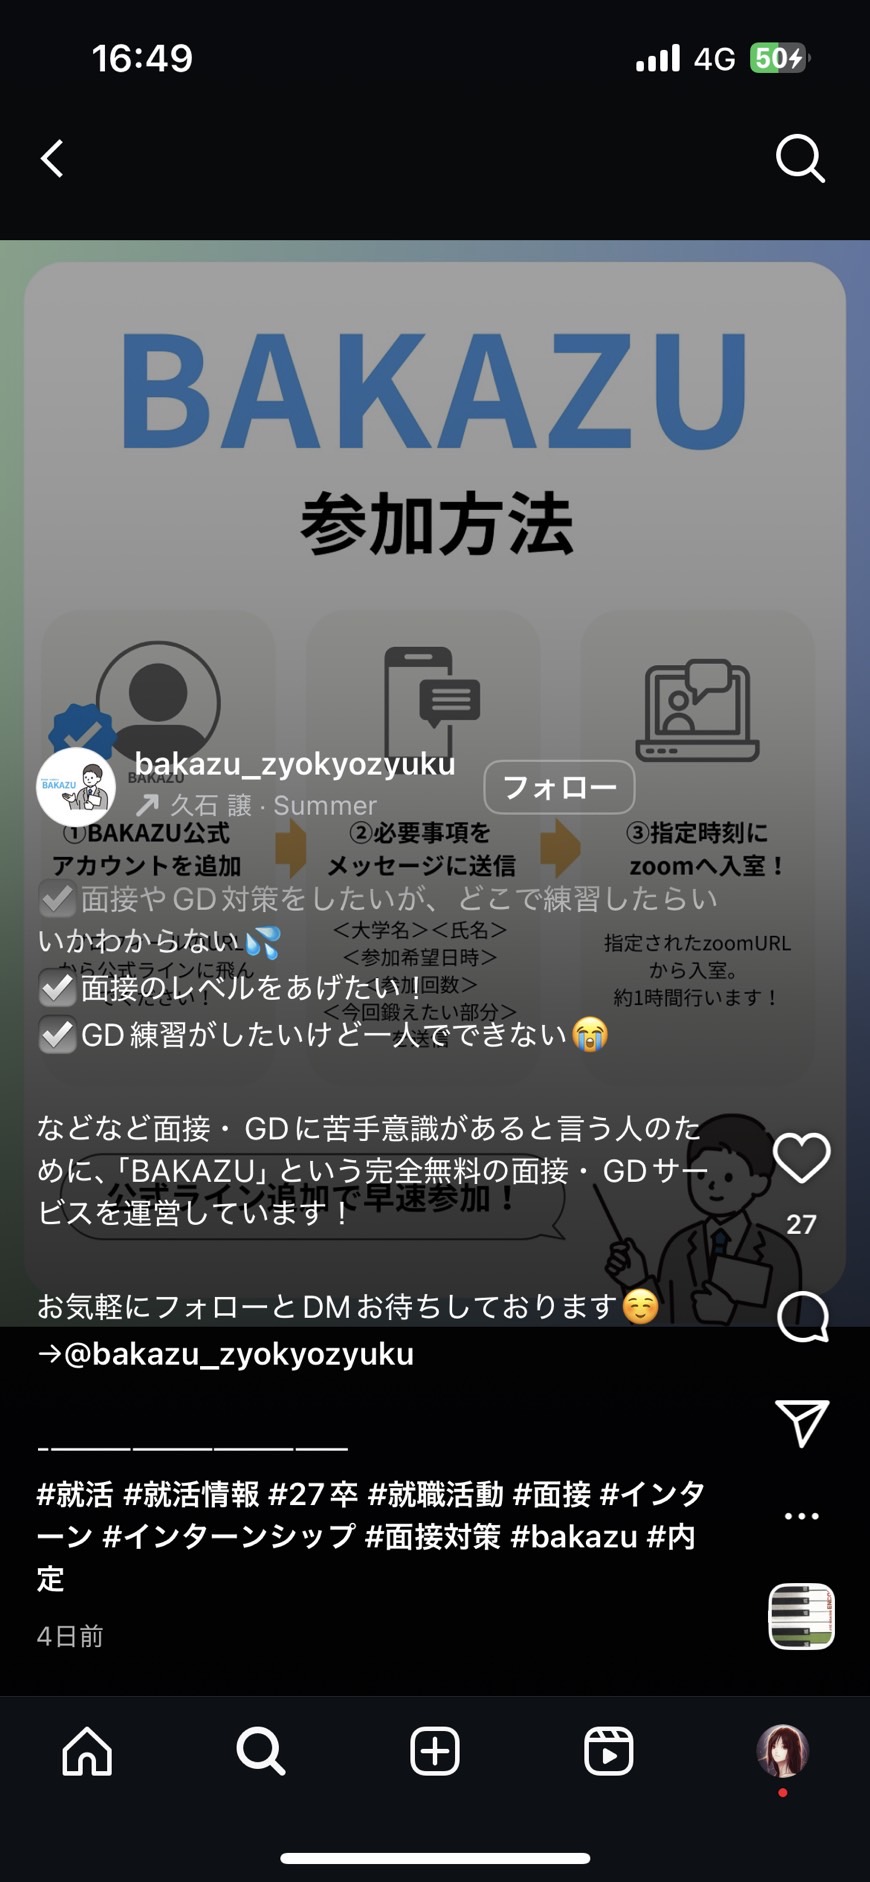 16:49
4G
50
BAKAZU
参加方法
BAKAZU
bakazu_zyokyozyuku
フォロー
久石 譲 · Summer
①BAKAZU公式
アカウントを追加
②必要事項を
メッセージに送信
③指定時刻に
zoomへ入室！
<大学名><氏名>
<参加希望日時>
<参加回数>
<今回鍛えたい部分>
を送信
指定されたzoomURL
から入室。
約1時間行います！
から公式ラインに飛ん
公式ライン追加で早速参加！
☑面接やGD対策をしたいが、どこで練習したらい
いかわからない💦
☑面接のレベルをあげたい！
☑GD練習がしたいけど一人でできない😭
などなど面接・GDに苦手意識があると言う人のた
めに、「BAKAZU」という完全無料の面接・GDサー
ビスを運営しています！
お気軽にフォローとDMお待ちしております☺️
→@bakazu_zyokyozyuku
27
#就活 #就活情報 #27卒 #就職活動 #面接 #インタ
ーン #インターンシップ #面接対策 #bakazu #内
定
4日前